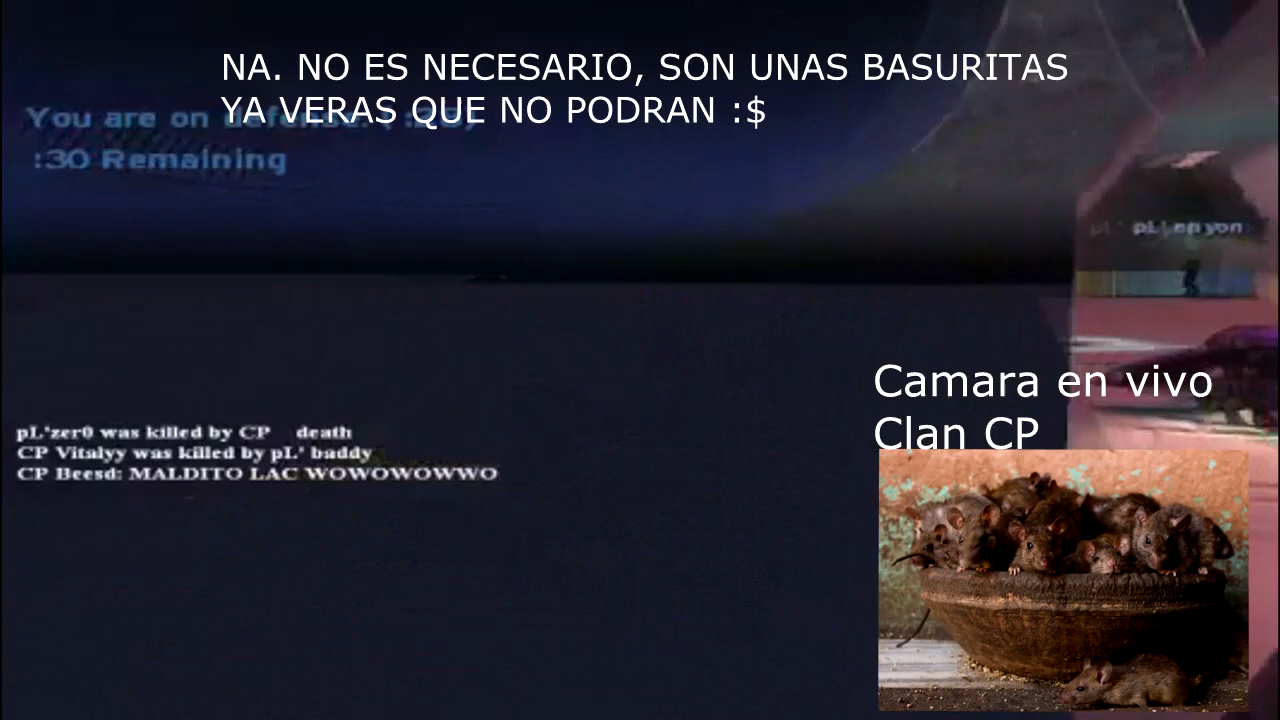 NA. NO ES NECESARIO, SON UNAS BASURITAS
YA VERAS QUE NO PODRAN :$
You are on defense.
:30 Remaining
Camara en vivo
Clan CP
pL'zer0 was killed by CP death
CP Vitalyy was killed by pL' baddy
CP Beesd: MALDITO LAC WOWOWOWWO